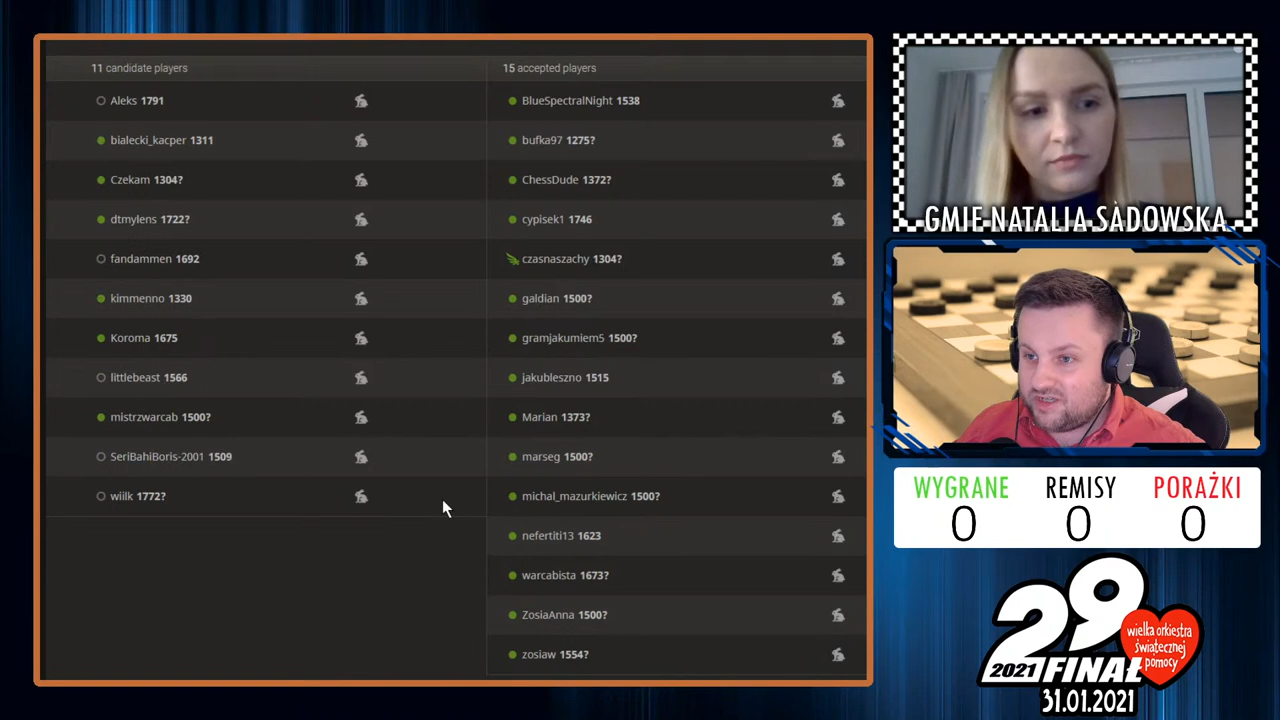 11 candidate players
Aleks 1791
bialecki_kacper 1311
Czekam 1304?
dtmylens 1722?
fandammen 1692
kimmenno 1330
Koroma 1675
littlebeast 1566
mistrzwarcab 1500?
SeriBahiBoris-2001 1509
wiilk 1772?
15 accepted players
BlueSpectralNight 1538
bufka97 1275?
ChessDude 1372?
cypisek1 1746
czasnaszachy 1304?
galdian 1500?
gramjakumiem5 1500?
jakubleszno 1515
Marian 1373?
marseg 1500?
michal_mazurkiewicz 1500?
nefertiti13 1623
warcabista 1673?
ZosiaAnna 1500?
zosiaw 1554?
GMIE NATALIA SADOWSKA
WYGRANE REMISY PORAŻKI
0 0 0
29
2021 FINAŁ
wielka orkiestra
świątecznej
pomocy
31.01.2021